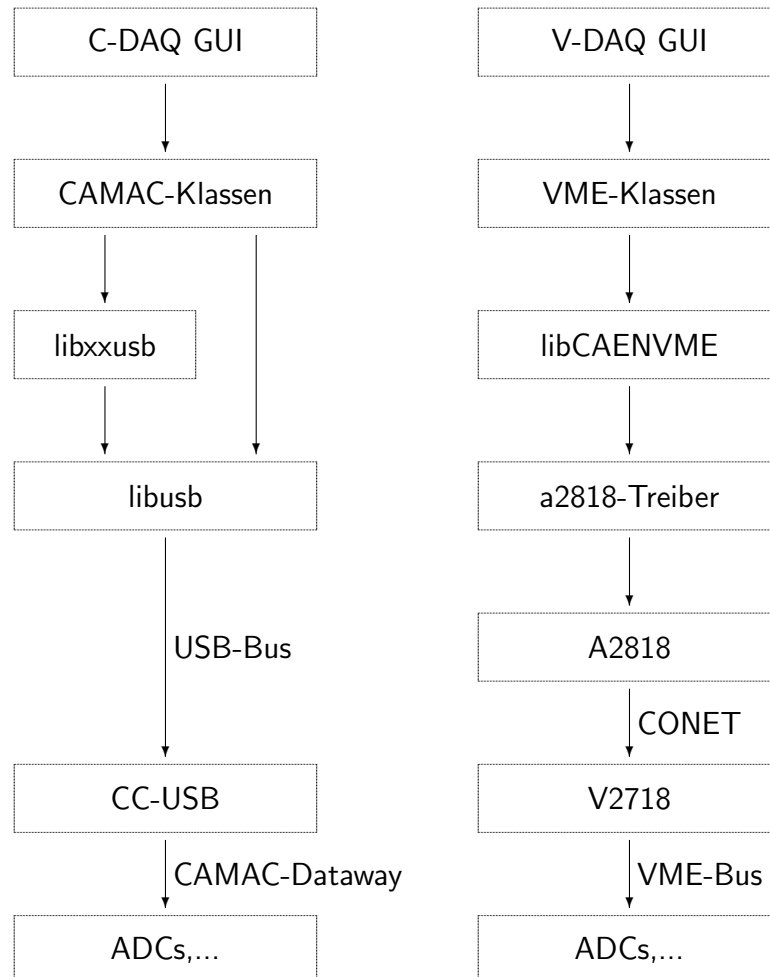 C-DAQ GUI
CAMAC-Klassen
libxxusb
libusb
USB-Bus
CC-USB
CAMAC-Dataway
ADCs,...
V-DAQ GUI
VME-Klassen
libCAENVME
a2818-Treiber
A2818
CONET
V2718
VME-Bus
ADCs,...